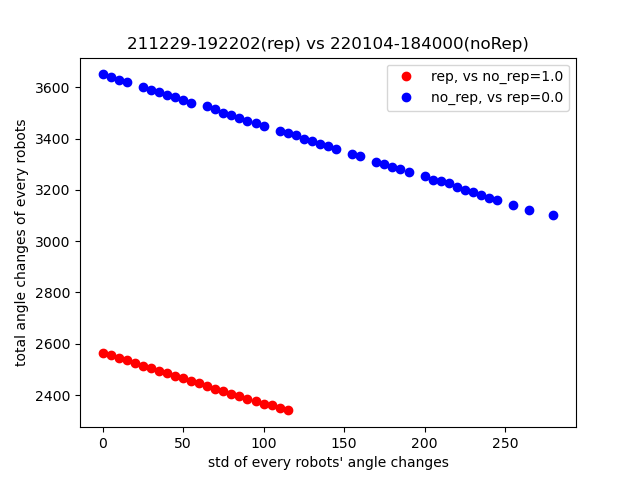 211229-192202(rep) vs 220104-184000(noRep)
rep, vs no_rep=1.0
no_rep, vs rep=0.0
total angle changes of every robots
3600
3400
3200
3000
2800
2600
2400
0 50 100 150 200 250
std of every robots' angle changes